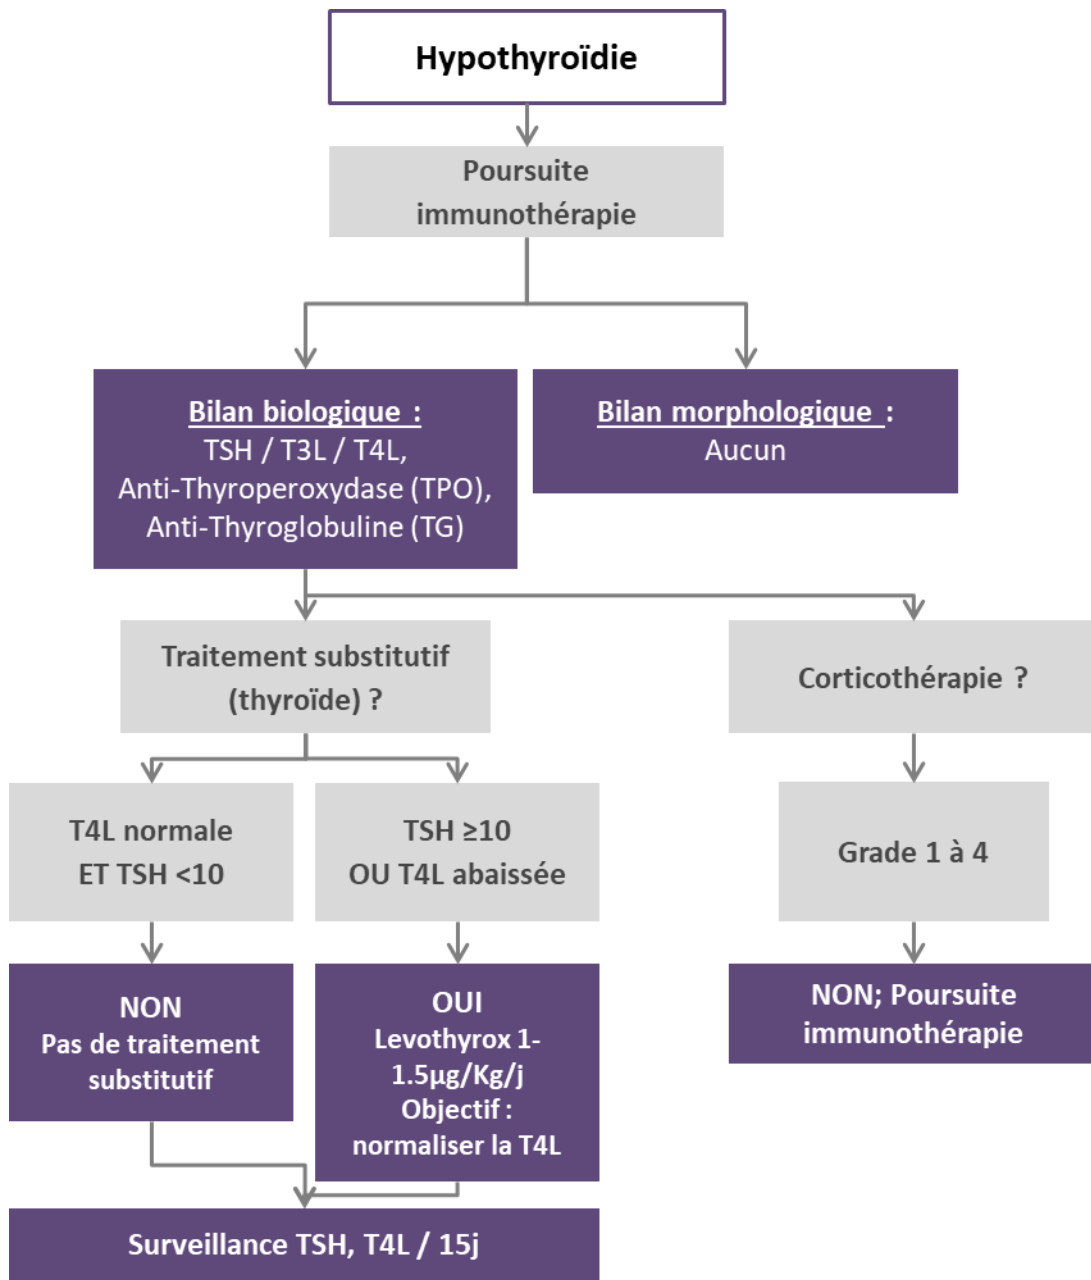 Hypothyroïdie
Poursuite
immunothérapie
Bilan biologique :
TSH / T3L / T4L,
Anti-Thyroperoxydase (TPO),
Anti-Thyroglobuline (TG)
Bilan morphologique :
Aucun
Traitement substitutif
(thyroïde) ?
Corticothérapie ?
T4L normale
ET TSH <10
TSH ≥10
OU T4L abaissée
Grade 1 à 4
NON
Pas de traitement
substitutif
OUI
Levothyrox 1-
1.5µg/Kg/j
Objectif :
normaliser la T4L
NON; Poursuite
immunothérapie
Surveillance TSH, T4L / 15j